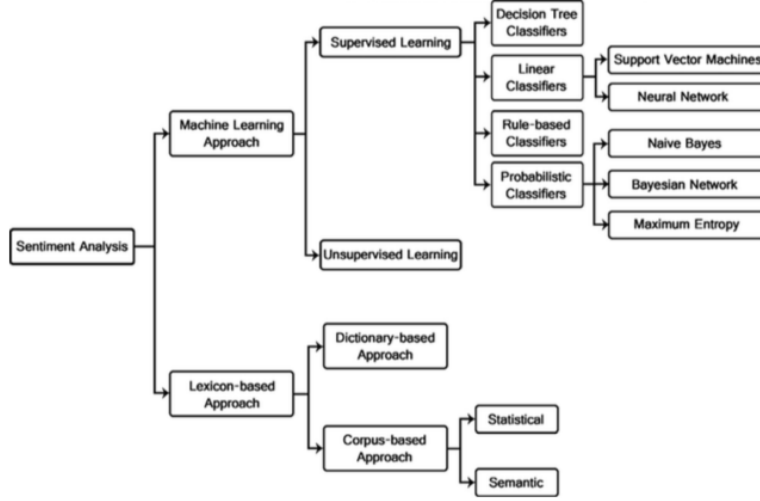 Decision Tree
Classifiers
Supervised Learning
Linear
Classifiers
Support Vector Machines
Neural Network
Machine Learning
Approach
Rule-based
Classifiers
Naive Bayes
Probabilistic
Classifiers
Bayesian Network
Maximum Entropy
Sentiment Analysis
Unsupervised Learning
Dictionary-based
Approach
Lexicon-based
Approach
Corpus-based
Approach
Statistical
Semantic